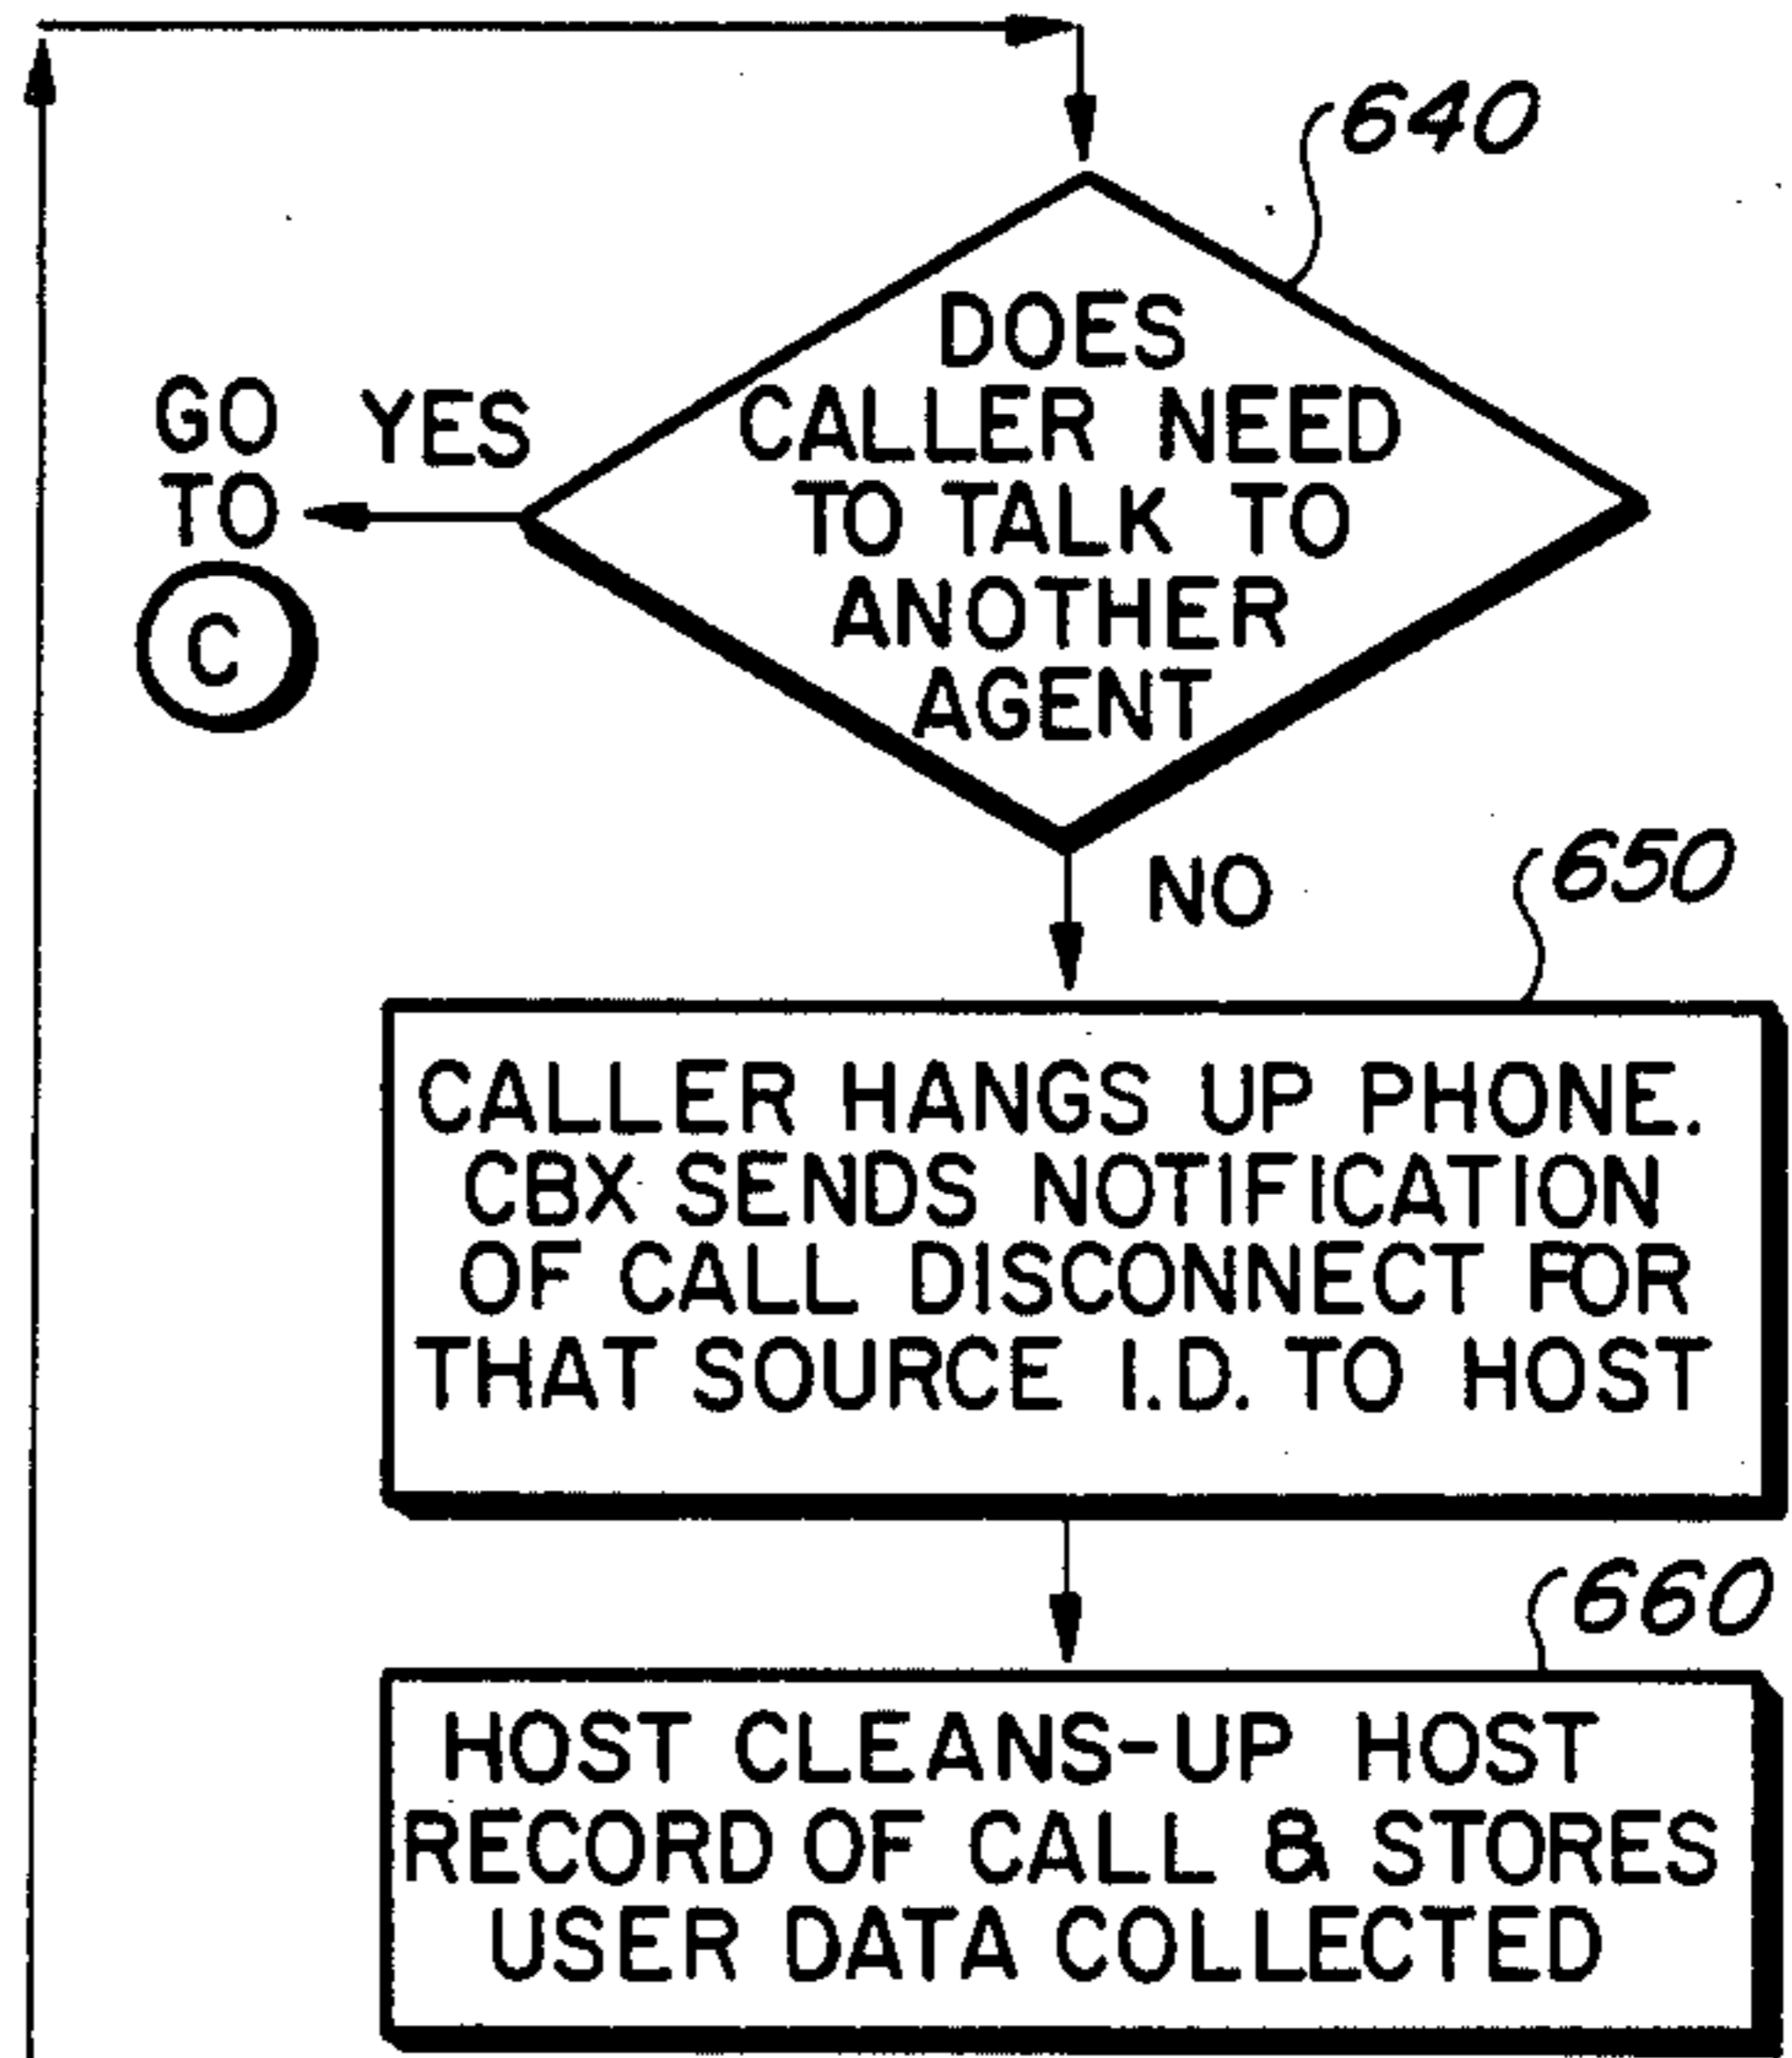 640
DOES
CALLER NEED
TO TALK TO
ANOTHER
AGENT
GO YES
TO
C
NO
650
CALLER HANGS UP PHONE.
CBX SENDS NOTIFICATION
OF CALL DISCONNECT FOR
THAT SOURCE I.D. TO HOST
660
HOST CLEANS-UP HOST
RECORD OF CALL & STORES
USER DATA COLLECTED